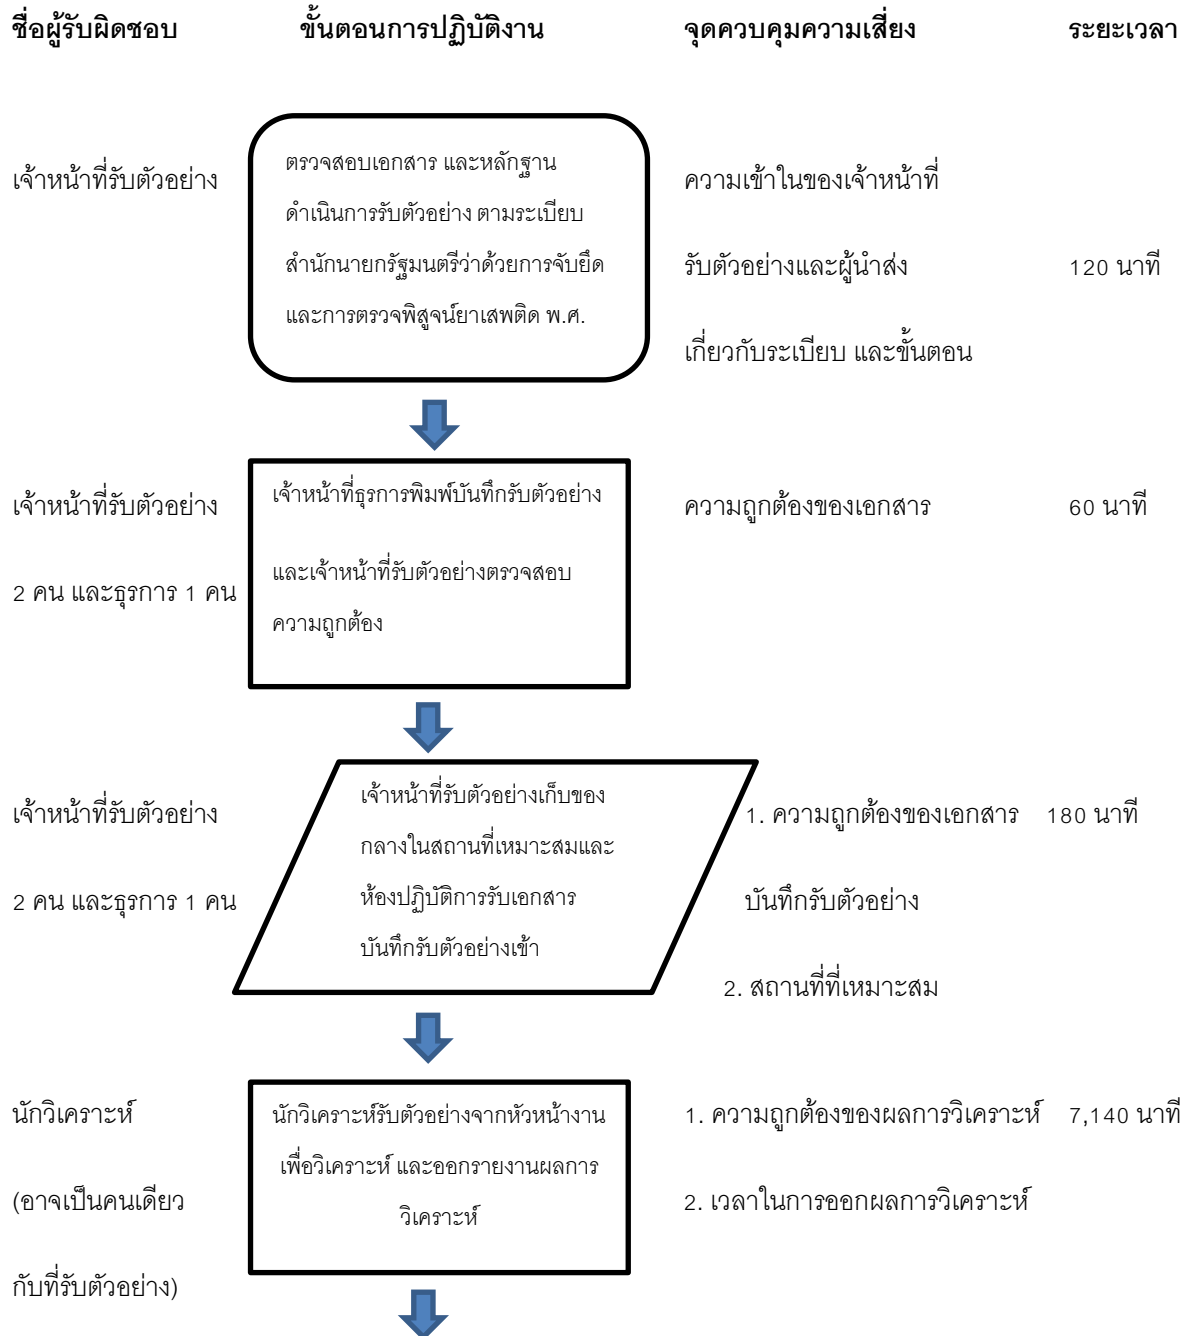 ชื่อผู้รับผิดชอบ ขั้นตอนการปฏิบัติงาน จุดควบคุมความเสี่ยง ระยะเวลา
เจ้าหน้าที่รับตัวอย่าง
ตรวจสอบเอกสาร และหลักฐาน
ดำเนินการรับตัวอย่าง ตามระเบียบ
สำนักนายกรัฐมนตรีว่าด้วยการจับยึด
และการตรวจพิสูจน์ยาเสพติด พ.ศ.
ความเข้าในของเจ้าหน้าที่
รับตัวอย่างและผู้นำส่ง
เกี่ยวกับระเบียบ และขั้นตอน
120 นาที
เจ้าหน้าที่รับตัวอย่าง
2 คน และธุรการ 1 คน
เจ้าหน้าที่ธุรการพิมพ์บันทึกรับตัวอย่าง
และเจ้าหน้าที่รับตัวอย่างตรวจสอบ
ความถูกต้อง
ความถูกต้องของเอกสาร
60 นาที
เจ้าหน้าที่รับตัวอย่าง
2 คน และธุรการ 1 คน
เจ้าหน้าที่รับตัวอย่างเก็บของ
กลางในสถานที่เหมาะสมและ
ห้องปฏิบัติการรับเอกสาร
บันทึกรับตัวอย่างเข้า
1. ความถูกต้องของเอกสาร
บันทึกรับตัวอย่าง
2. สถานที่ที่เหมาะสม
180 นาที
นักวิเคราะห์
(อาจเป็นคนเดียว
กับที่รับตัวอย่าง)
นักวิเคราะห์รับตัวอย่างจากหัวหน้างาน
เพื่อวิเคราะห์ และออกรายงานผลการ
วิเคราะห์
1. ความถูกต้องของผลการวิเคราะห์
2. เวลาในการออกผลการวิเคราะห์
7,140 นาที